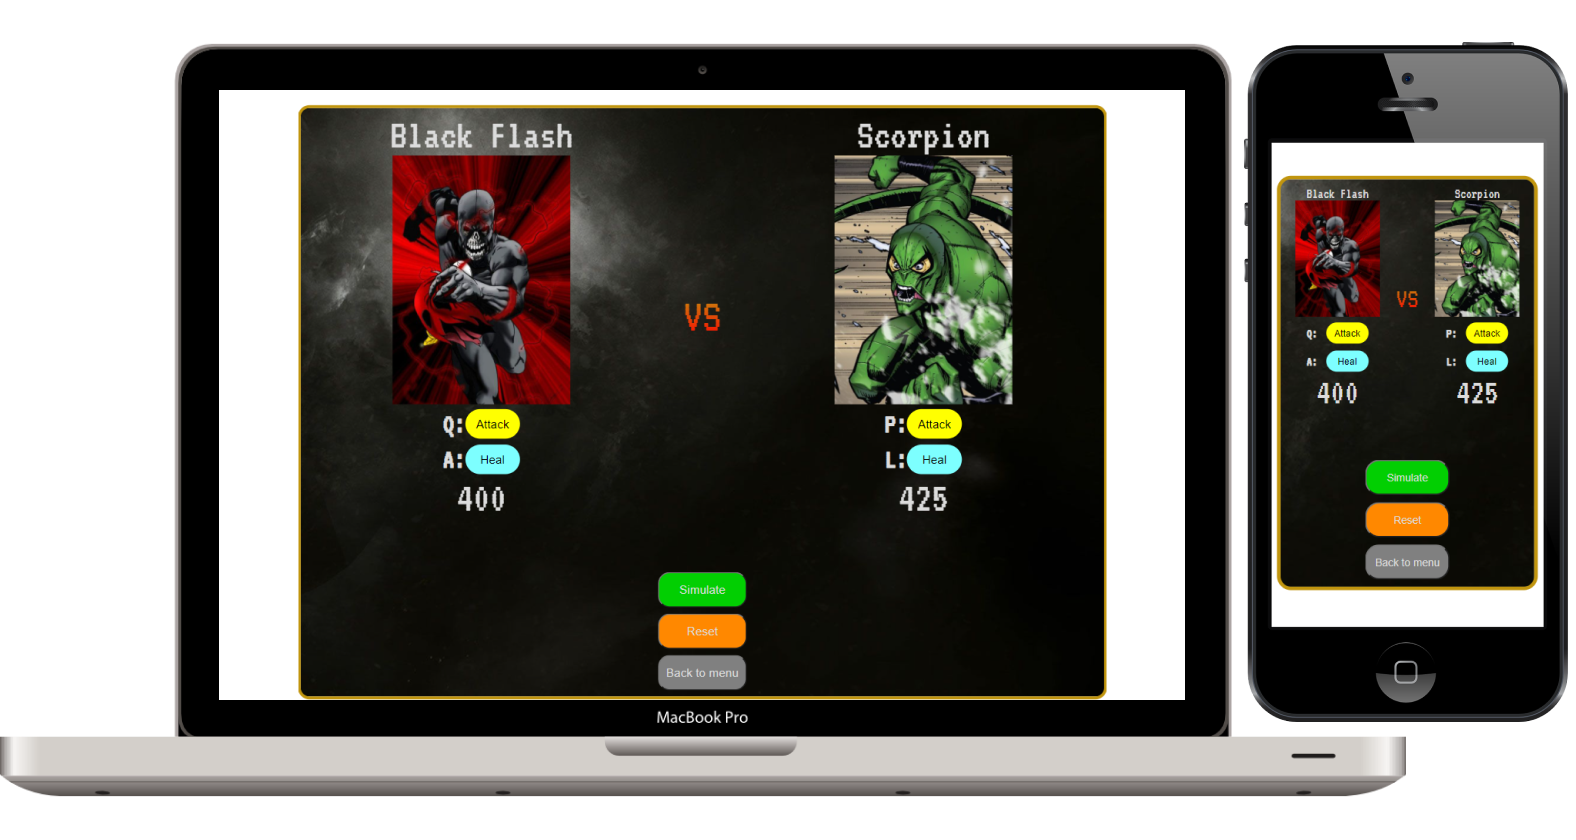 Black Flash
Scorpion
VS
Q: Attack
A: Heal
400
P: Attack
L: Heal
425
Simulate
Reset
Back to menu
MacBook Pro
Black Flash
Scorpion
VS
Q: Attack
A: Heal
400
P: Attack
L: Heal
425
Simulate
Reset
Back to menu